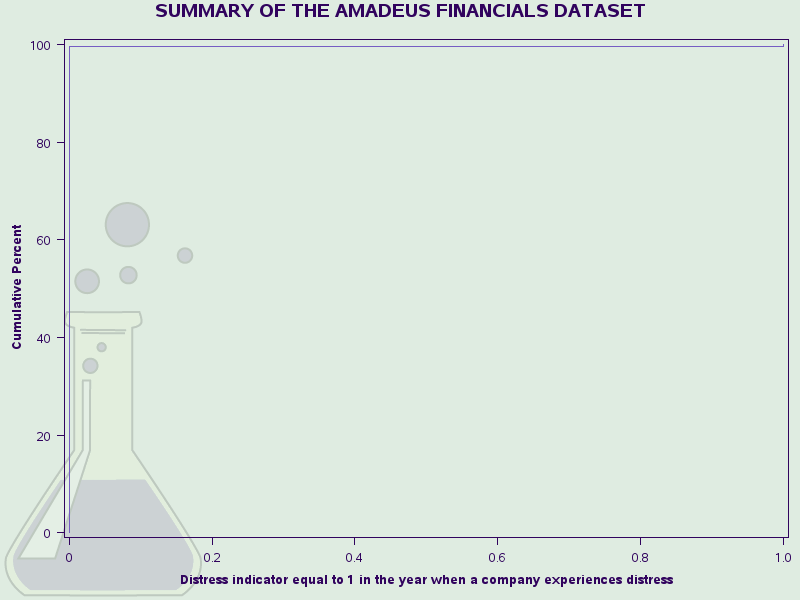 SUMMARY OF THE AMADEUS FINANCIALS DATASET
100
80
60
40
20
0
Cumulative Percent
0 0.2 0.4 0.6 0.8 1.0
Distress indicator equal to 1 in the year when a company experiences distress